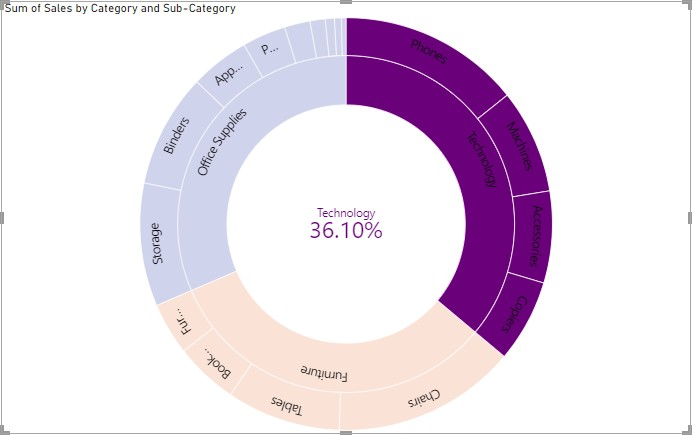 Sum of Sales by Category and Sub-Category
Phones
Machines
Accessories
Copiers
Chairs
Tables
Book...
Fur...
Storage
Binders
App...
P...
Technology
Furniture
Office Supplies
Technology
36.10%